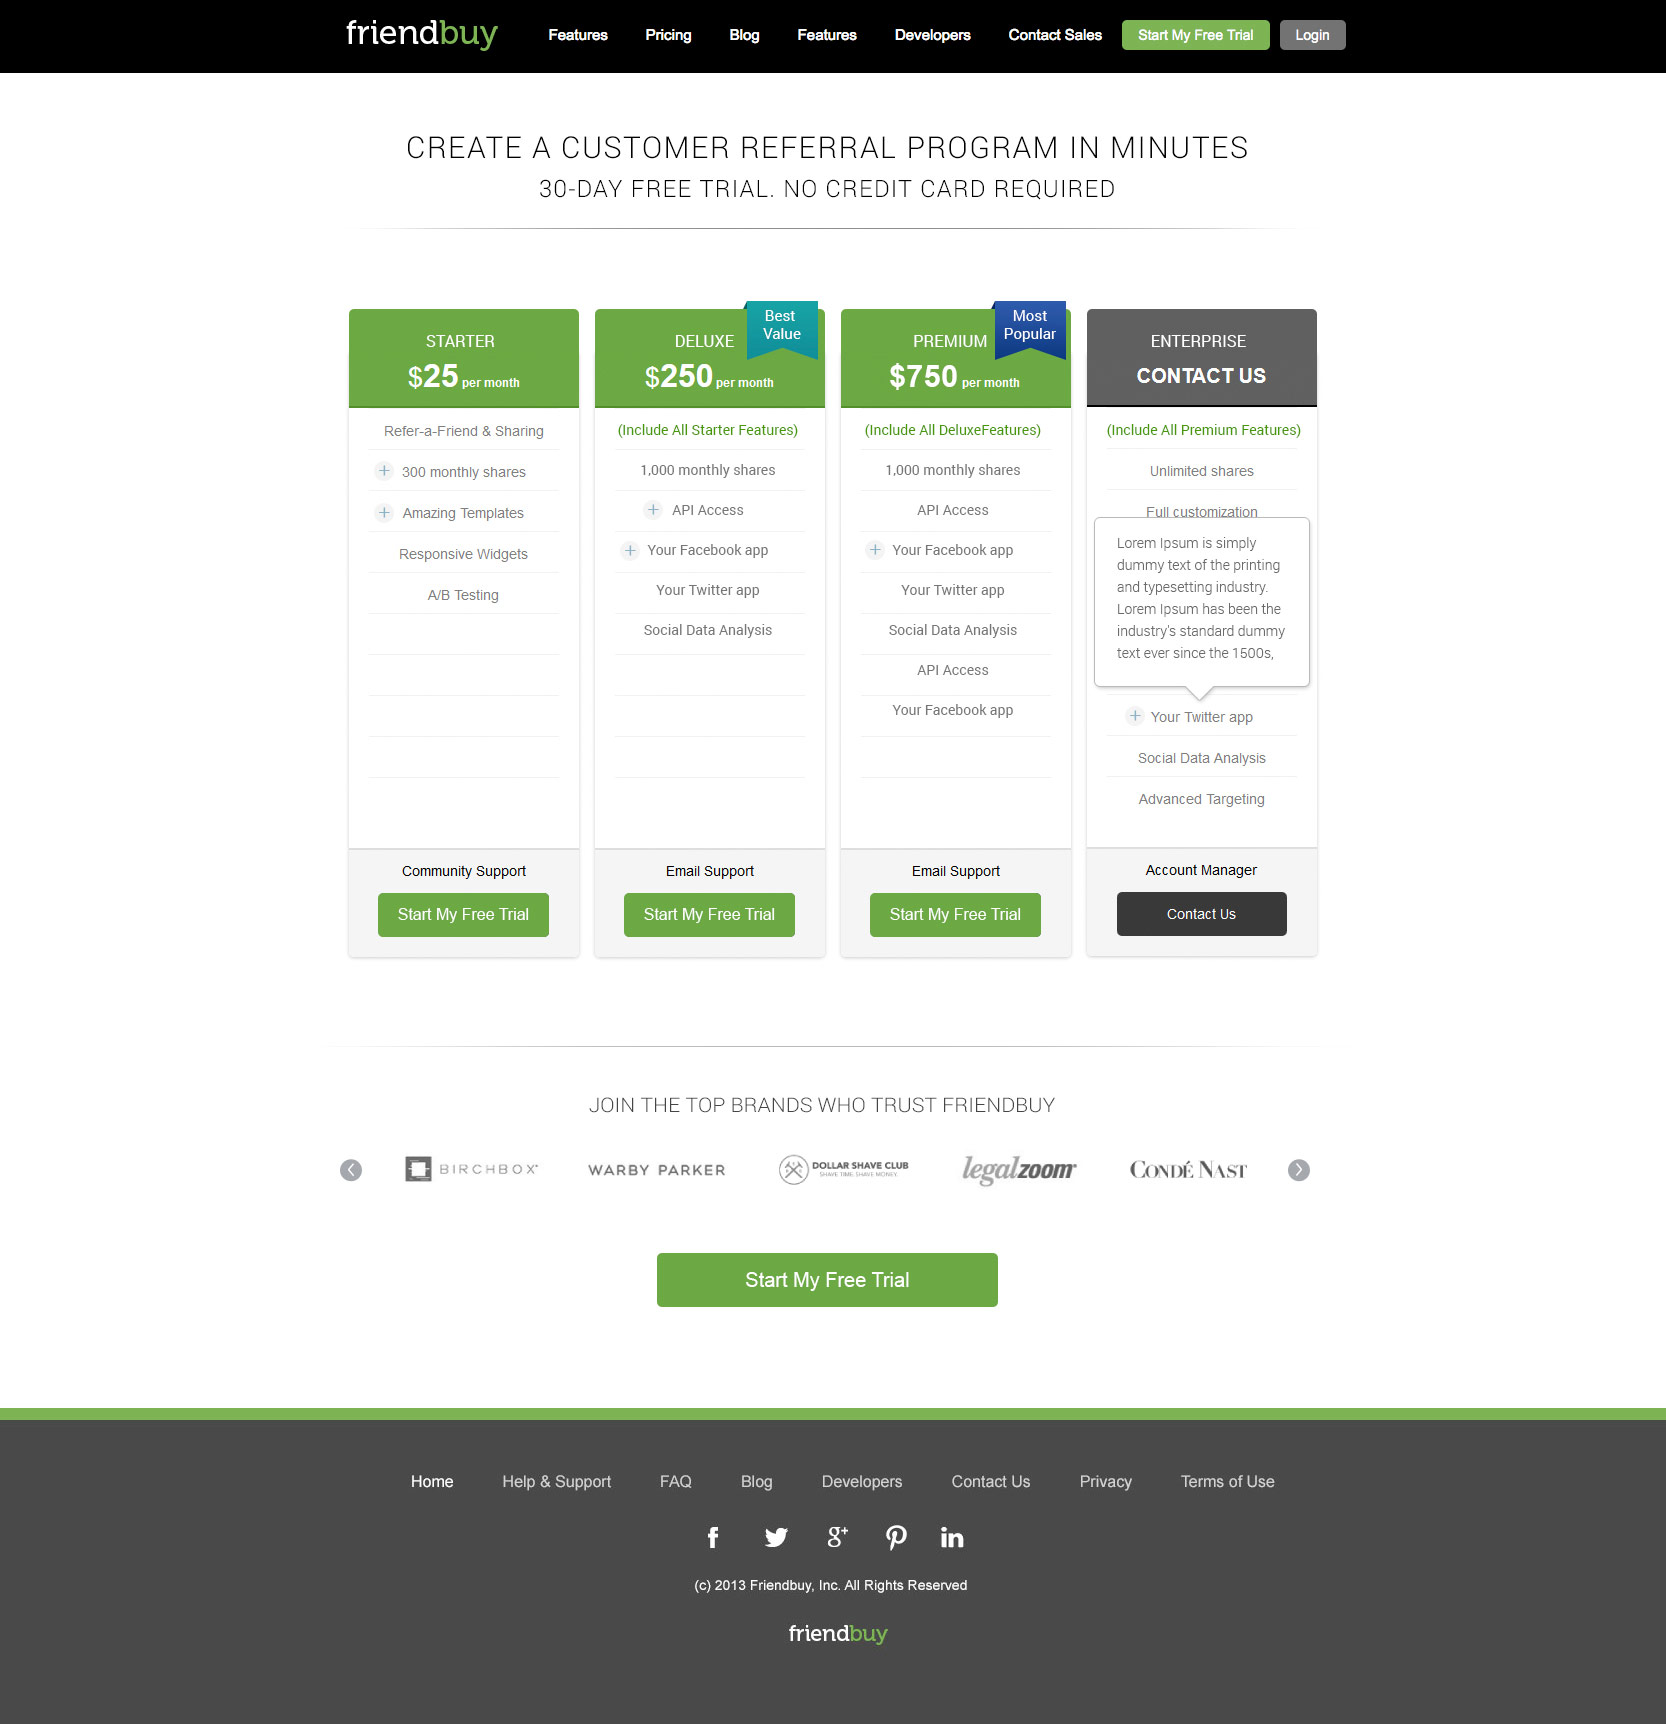 friendbuy
Features Pricing Blog Features Developers Contact Sales Start My Free Trial Login
CREATE A CUSTOMER REFERRAL PROGRAM IN MINUTES
30-DAY FREE TRIAL. NO CREDIT CARD REQUIRED
STARTER
$25 per month
Refer-a-Friend & Sharing
+ 300 monthly shares
+ Amazing Templates
Responsive Widgets
A/B Testing
Community Support
Start My Free Trial
Best
Value
DELUXE
$250 per month
(Include All Starter Features)
1,000 monthly shares
+ API Access
+ Your Facebook app
Your Twitter app
Social Data Analysis
Email Support
Start My Free Trial
Most
Popular
PREMIUM
$750 per month
(Include All DeluxeFeatures)
1,000 monthly shares
API Access
+ Your Facebook app
Your Twitter app
Social Data Analysis
API Access
Your Facebook app
Email Support
Start My Free Trial
ENTERPRISE
CONTACT US
(Include All Premium Features)
Unlimited shares
Full customization
Lorem Ipsum is simply
dummy text of the printing
and typesetting industry.
Lorem Ipsum has been the
industry's standard dummy
text ever since the 1500s,
+ Your Twitter app
Social Data Analysis
Advanced Targeting
Account Manager
Contact Us
JOIN THE TOP BRANDS WHO TRUST FRIENDBUY
BIRCHBOX
WARBY PARKER
DOLLAR SHAVE CLUB
SHAVE TIME. SHAVE MONEY.
legalzoom
CONDÉ NAST
Start My Free Trial
Home Help & Support FAQ Blog Developers Contact Us Privacy Terms of Use
(c) 2013 Friendbuy, Inc. All Rights Reserved
friendbuy